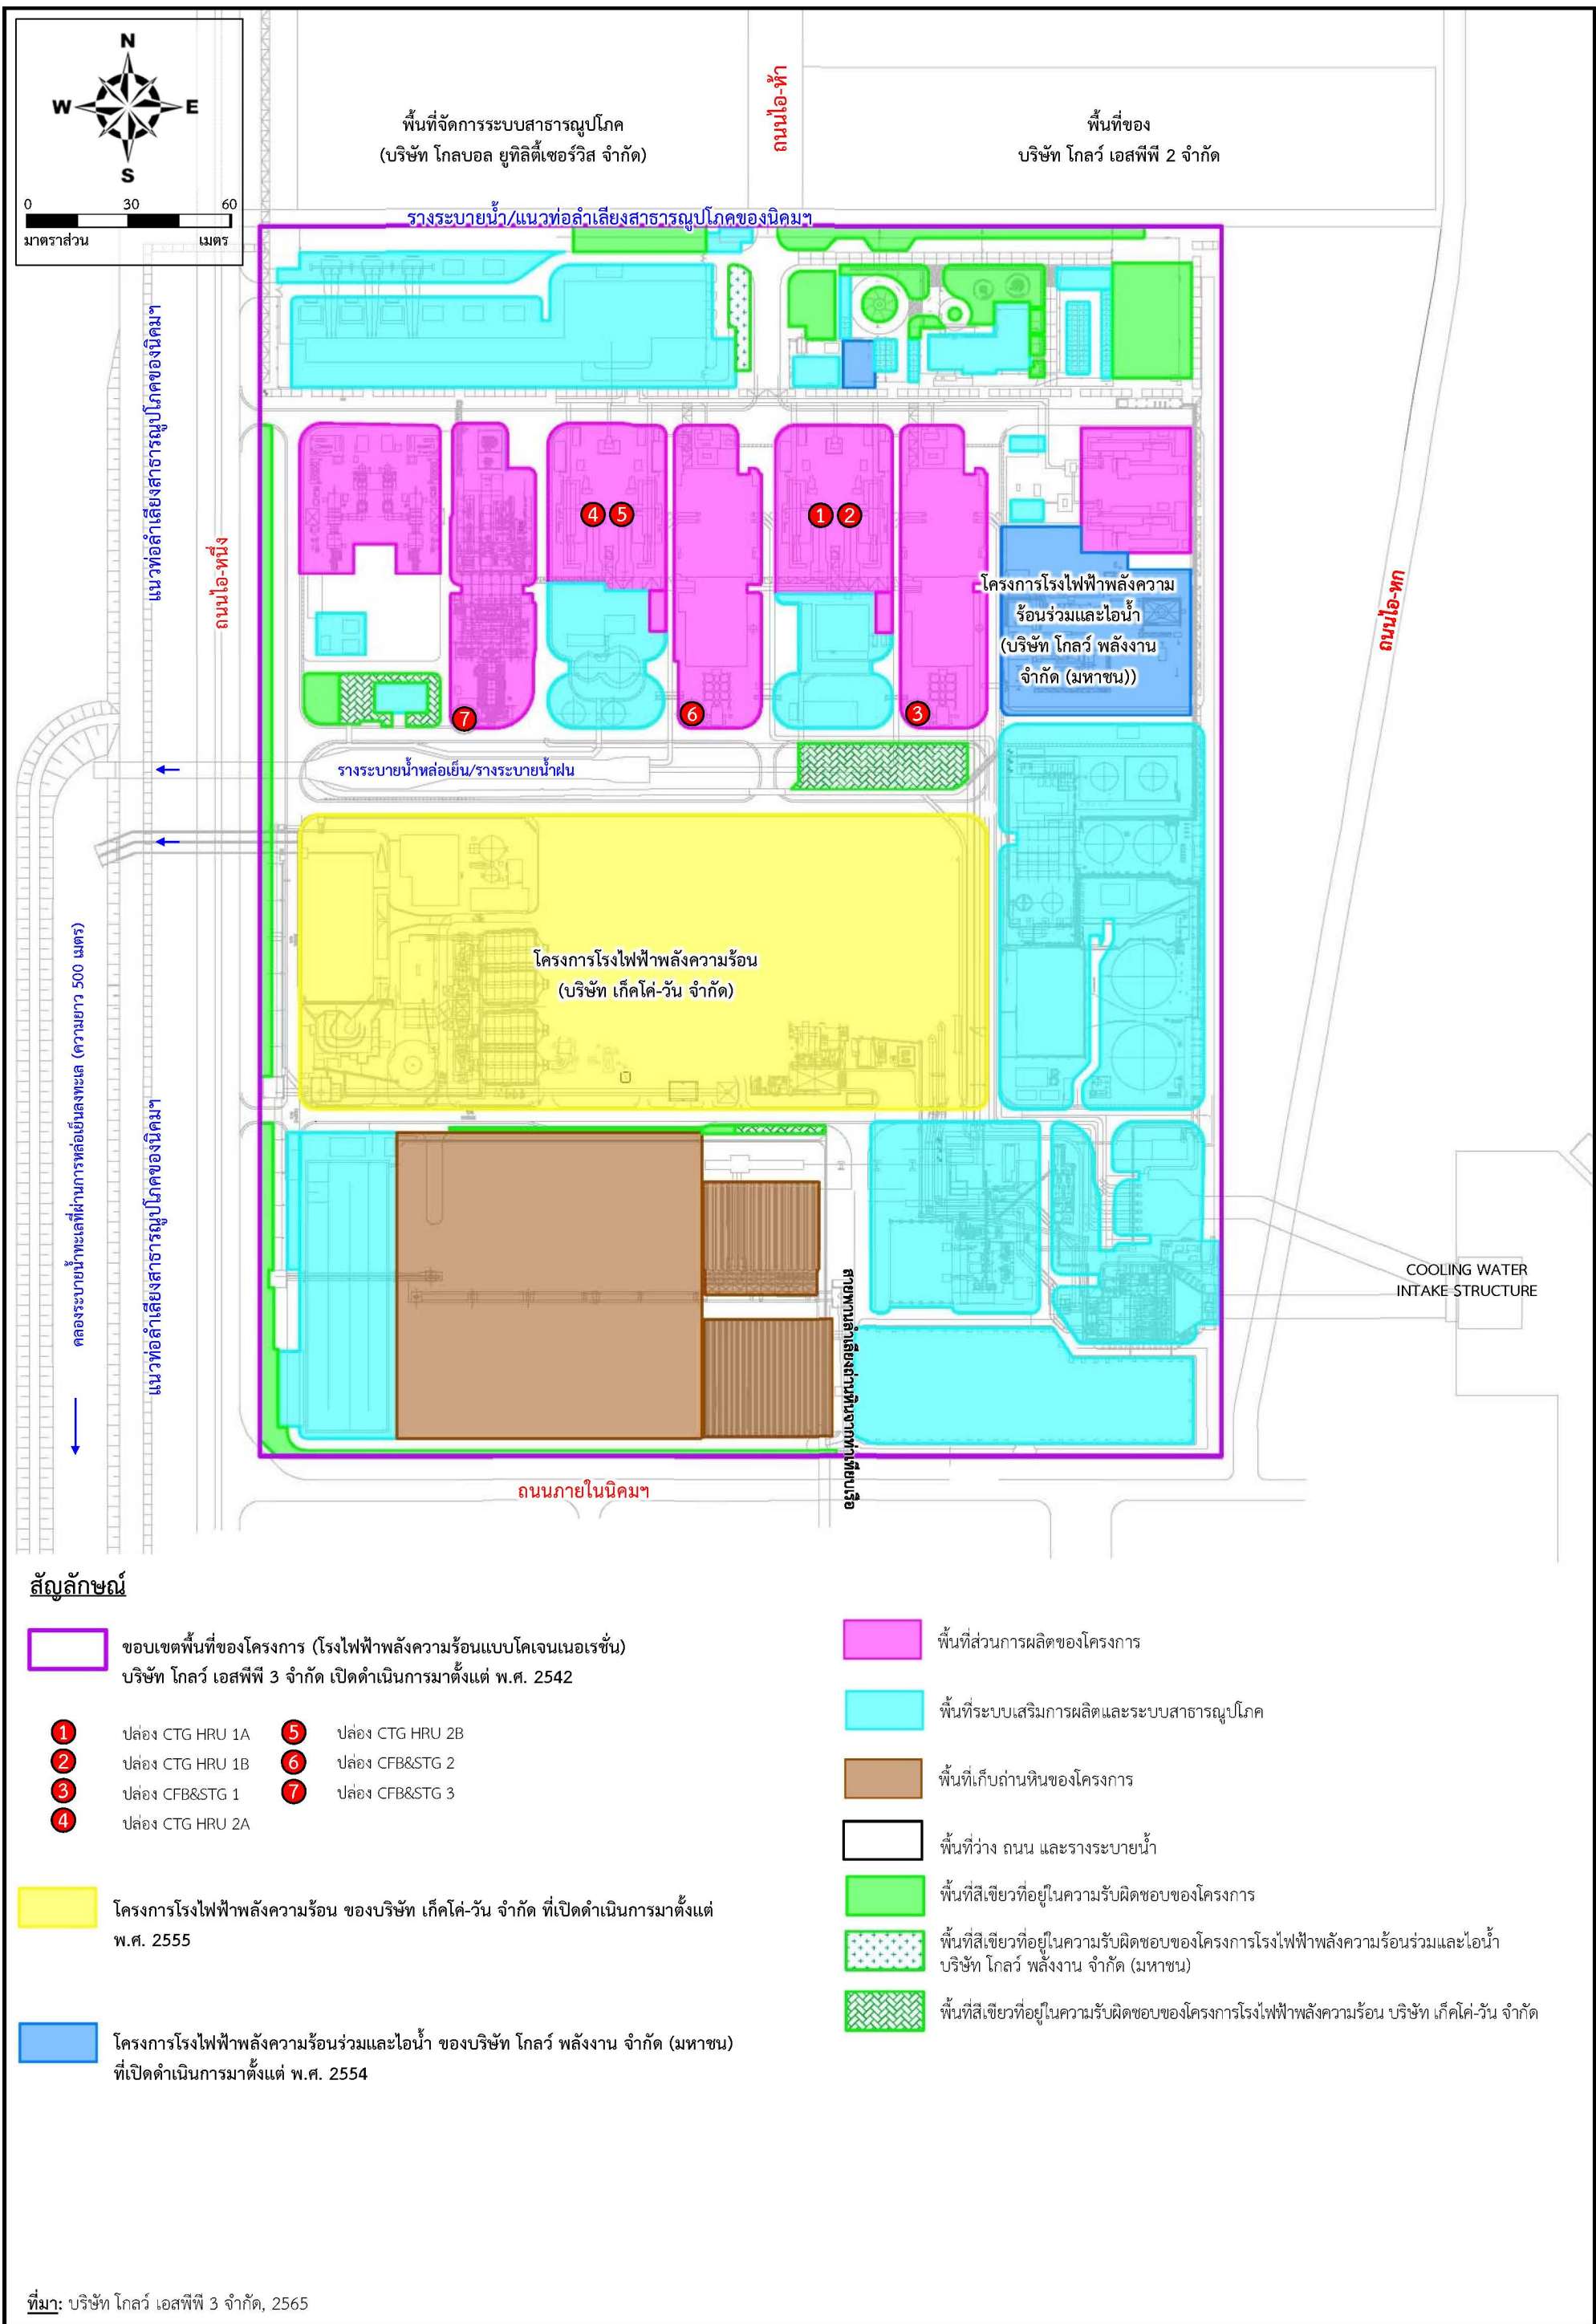 N
W E
S
0 30 60
มาตราส่วน เมตร
พื้นที่จัดการระบบสาธารณูปโภค
(บริษัท โกลบอล ยูทิลิตี้เซอร์วิส จำกัด)
ถนนไอ-ห้า
พื้นที่ของ
บริษัท โกลว์ เอสพีพี 2 จำกัด
รางระบายน้ำ/แนวท่อลำเลียงสาธารณูปโภคของนิคมฯ
แนวท่อลำเลียงสาธารณูปโภคของนิคมฯ
ถนนไอ-หนึ่ง
4 5
1 2
7
6
3
โครงการโรงไฟฟ้าพลังความ
ร้อนร่วมและไอน้ำ
(บริษัท โกลว์ พลังงาน
จำกัด (มหาชน))
ถนนไอ-หก
รางระบายน้ำหล่อเย็น/รางระบายน้ำฝน
โครงการโรงไฟฟ้าพลังความร้อน
(บริษัท เก็คโค่-วัน จำกัด)
คลองระบายน้ำทะเลที่ผ่านการหล่อเย็นลงทะเล (ความยาว 500 เมตร)
แนวท่อลำเลียงสาธารณูปโภคของนิคมฯ
สายพานลำเลียงถ่านหินจากท่าเทียบเรือ
COOLING WATER
INTAKE STRUCTURE
ถนนภายในนิคมฯ
สัญลักษณ์
ขอบเขตพื้นที่ของโครงการ (โรงไฟฟ้าพลังความร้อนแบบโคเจนเนอเรชั่น)
บริษัท โกลว์ เอสพีพี 3 จำกัด เปิดดำเนินการมาตั้งแต่ พ.ศ. 2542
1 ปล่อง CTG HRU 1A
2 ปล่อง CTG HRU 1B
3 ปล่อง CFB&STG 1
4 ปล่อง CTG HRU 2A
5 ปล่อง CTG HRU 2B
6 ปล่อง CFB&STG 2
7 ปล่อง CFB&STG 3
โครงการโรงไฟฟ้าพลังความร้อน ของบริษัท เก็คโค่-วัน จำกัด ที่เปิดดำเนินการมาตั้งแต่
พ.ศ. 2555
โครงการโรงไฟฟ้าพลังความร้อนร่วมและไอน้ำ ของบริษัท โกลว์ พลังงาน จำกัด (มหาชน)
ที่เปิดดำเนินการมาตั้งแต่ พ.ศ. 2554
พื้นที่ส่วนการผลิตของโครงการ
พื้นที่ระบบเสริมการผลิตและระบบสาธารณูปโภค
พื้นที่เก็บถ่านหินของโครงการ
พื้นที่ว่าง ถนน และรางระบายน้ำ
พื้นที่สีเขียวที่อยู่ในความรับผิดชอบของโครงการ
พื้นที่สีเขียวที่อยู่ในความรับผิดชอบของโครงการโรงไฟฟ้าพลังความร้อนร่วมและไอน้ำ
บริษัท โกลว์ พลังงาน จำกัด (มหาชน)
พื้นที่สีเขียวที่อยู่ในความรับผิดชอบของโครงการโรงไฟฟ้าพลังความร้อน บริษัท เก็คโค่-วัน จำกัด
ที่มา: บริษัท โกลว์ เอสพีพี 3 จำกัด, 2565